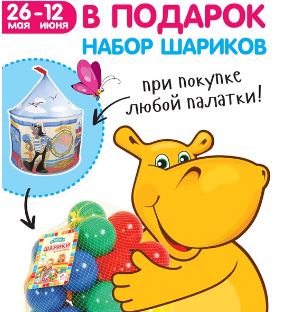 26-12
мая июня
В ПОДАРОК
НАБОР ШАРИКОВ
при покупке
любой палатки!
ШАРИКИ